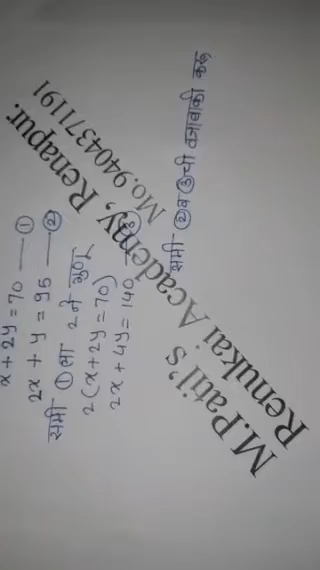 x + 2y = 70 —— ①
2x + y = 95 —— ②
समी ① ला 2 ने गुणू
2 (x + 2y = 70)
2x + 4y = 140 — ③
समी ② व ③ ची वजाबाकी करू
M.Patil's
Renukai Academy, Renapur.
Mo.9404371191